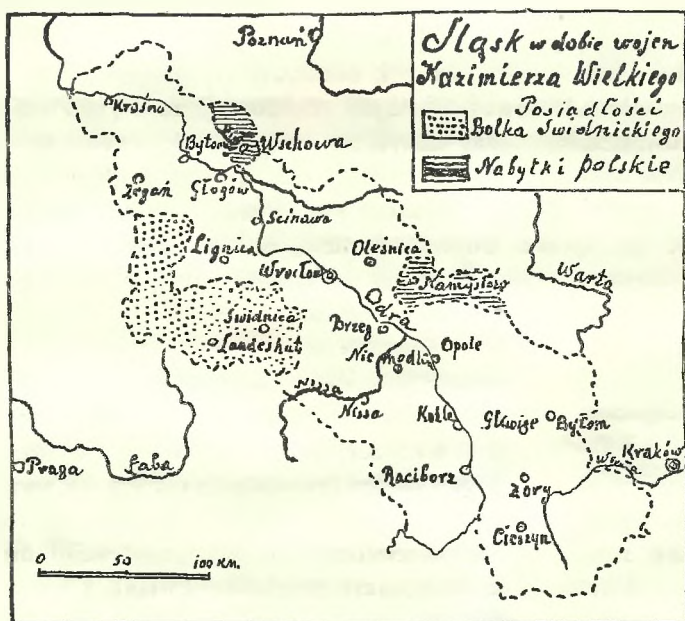 Śląsk w dobie wojen
Kazimierza Wielkiego
Posiadłości
Bolka Świdnickiego
Nabytki polskie
Poznań
Krosno
Bytom
Wschowa
Żegań
Głogów
Scinawa
Lignica
Oleśnica
Wrocław
Namysłów
Warta
Odra
Świdnica
Landeshut
Brzeg
Niemodlin
Opole
Nissa
Nissa
Koźle
Gliwice
Bytom
Racibórz
Żory
Wisła
Kraków
Cieszyn
Praga
Łaba
0 50 100 KM.